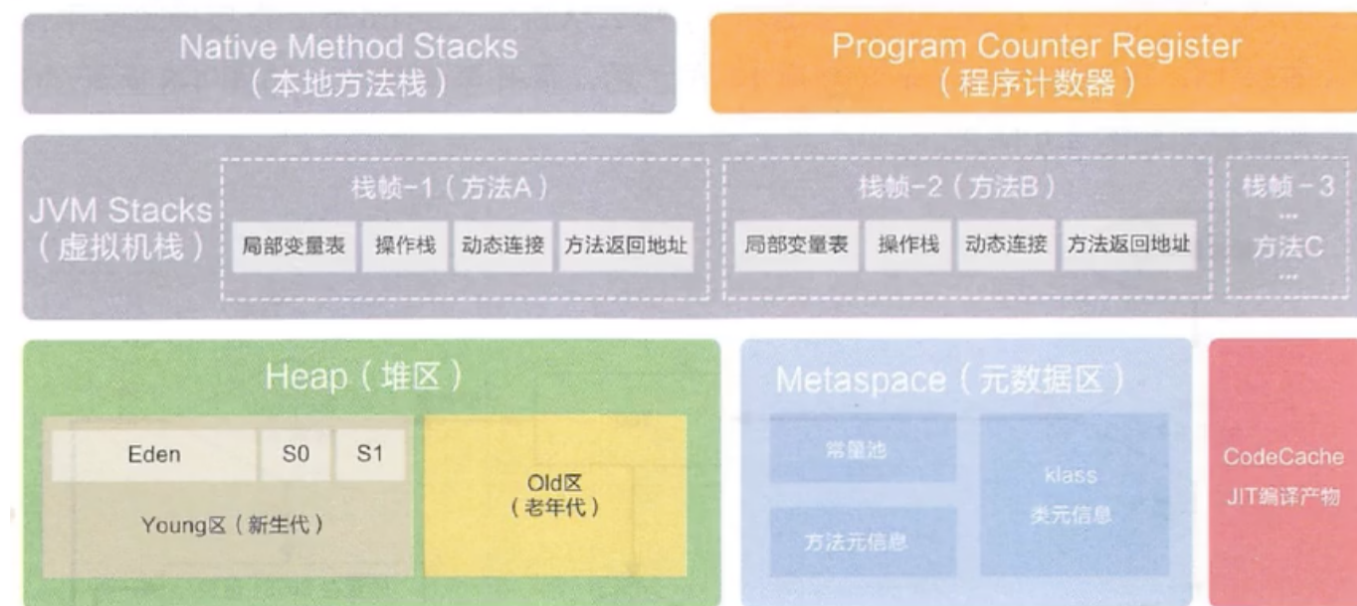 Native Method Stacks
（本地方法栈）
Program Counter Register
（程序计数器）
JVM Stacks
（虚拟机栈）
栈帧-1（方法A）
局部变量表
操作栈
动态连接
方法返回地址
栈帧-2（方法B）
局部变量表
操作栈
动态连接
方法返回地址
栈帧-3
...
方法C
...
Heap（堆区）
Eden
S0
S1
Young区（新生代）
Old区
（老年代）
Metaspace（元数据区）
常量池
方法元信息
klass
类元信息
CodeCache
JIT编译产物